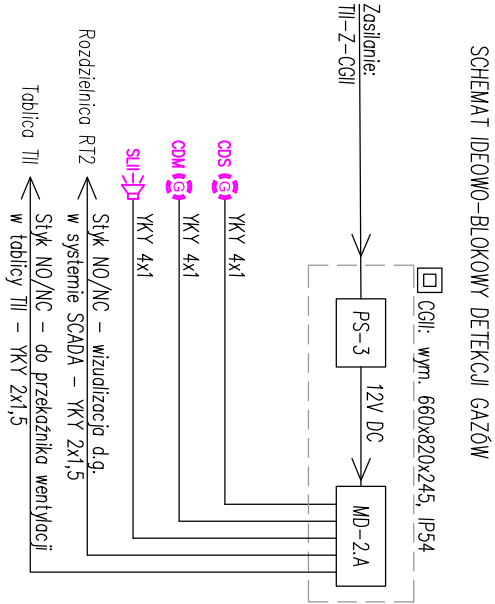 SCHEMAT IDEOWO-BLOKOWY DETEKCJI GAZÓW
CGII: wym. 660x820x245, IP54
Zasilanie:
TII-Z-CGII
PS-3
12V DC
MD-2.A
CDS
G
YKY 4x1
CDM
G
YKY 4x1
SLII
YKY 4x1
Rozdzielnica RT2
Styk NO/NC - wizualizacja d.g.
w systemie SCADA - YKY 2x1,5
Tablica TII
Styk NO/NC - do przekaźnika wentylacji
w tablicy TII - YKY 2x1,5